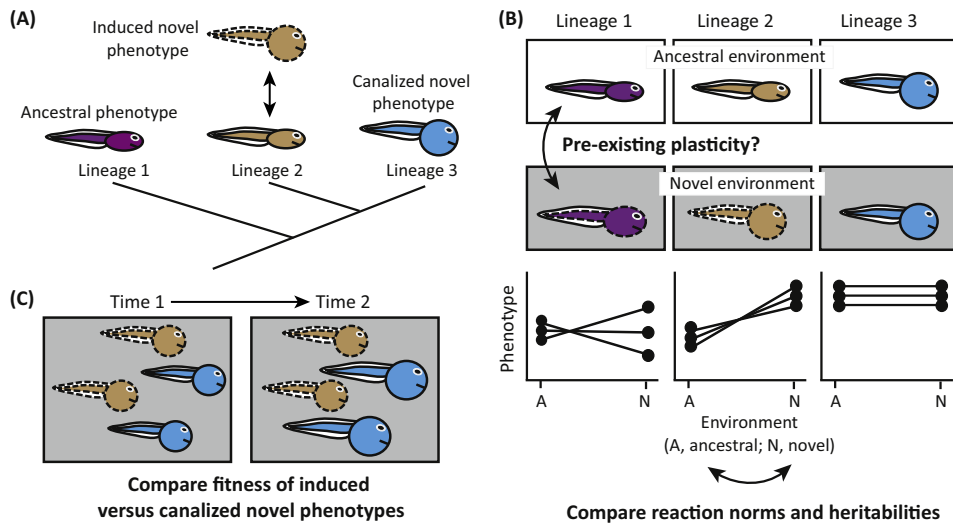 (A)
Induced novel
phenotype
Canalized novel
phenotype
Ancestral phenotype
Lineage 1
Lineage 2
Lineage 3
(B)
Lineage 1
Lineage 2
Lineage 3
Ancestral environment
Pre-existing plasticity?
Novel environment
Phenotype
A
N
A
N
A
N
Environment
(A, ancestral; N, novel)
Compare reaction norms and heritabilities
(C)
Time 1
Time 2
Compare fitness of induced
versus canalized novel phenotypes